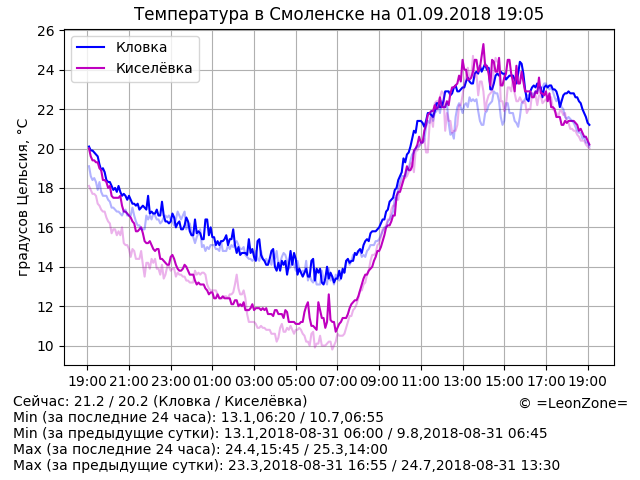 Температура в Смоленске на 01.09.2018 19:05
Кловка
Киселёвка
градусов Цельсия, °C
26
24
22
20
18
16
14
12
10
19:00 21:00 23:00 01:00 03:00 05:00 07:00 09:00 11:00 13:00 15:00 17:00 19:00
Сейчас: 21.2 / 20.2 (Кловка / Киселёвка)
© =LeonZone=
Min (за последние 24 часа): 13.1,06:20 / 10.7,06:55
Min (за предыдущие сутки): 13.1,2018-08-31 06:00 / 9.8,2018-08-31 06:45
Max (за последние 24 часа): 24.4,15:45 / 25.3,14:00
Max (за предыдущие сутки): 23.3,2018-08-31 16:55 / 24.7,2018-08-31 13:30